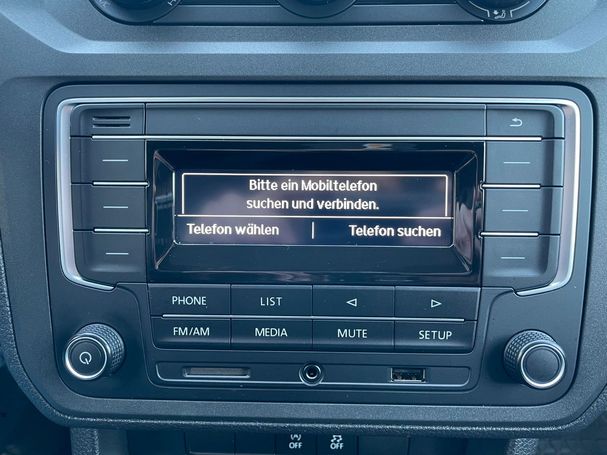 Bitte ein Mobiltelefon
suchen und verbinden.
Telefon wählen | Telefon suchen
PHONE LIST
FM/AM MEDIA MUTE SETUP
OFF OFF